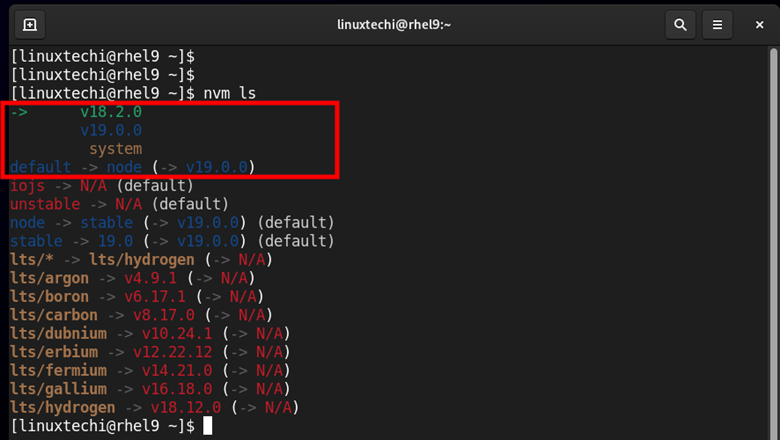 linuxtechi@rhel9:~
[linuxtechi@rhel9 ~]$
[linuxtechi@rhel9 ~]$
[linuxtechi@rhel9 ~]$ nvm ls
->      v18.2.0
        v19.0.0
         system
default -> node (-> v19.0.0)
iojs -> N/A (default)
unstable -> N/A (default)
node -> stable (-> v19.0.0) (default)
stable -> 19.0 (-> v19.0.0) (default)
lts/* -> lts/hydrogen (-> N/A)
lts/argon -> v4.9.1 (-> N/A)
lts/boron -> v6.17.1 (-> N/A)
lts/carbon -> v8.17.0 (-> N/A)
lts/dubnium -> v10.24.1 (-> N/A)
lts/erbium -> v12.22.12 (-> N/A)
lts/fermium -> v14.21.0 (-> N/A)
lts/gallium -> v16.18.0 (-> N/A)
lts/hydrogen -> v18.12.0 (-> N/A)
[linuxtechi@rhel9 ~]$